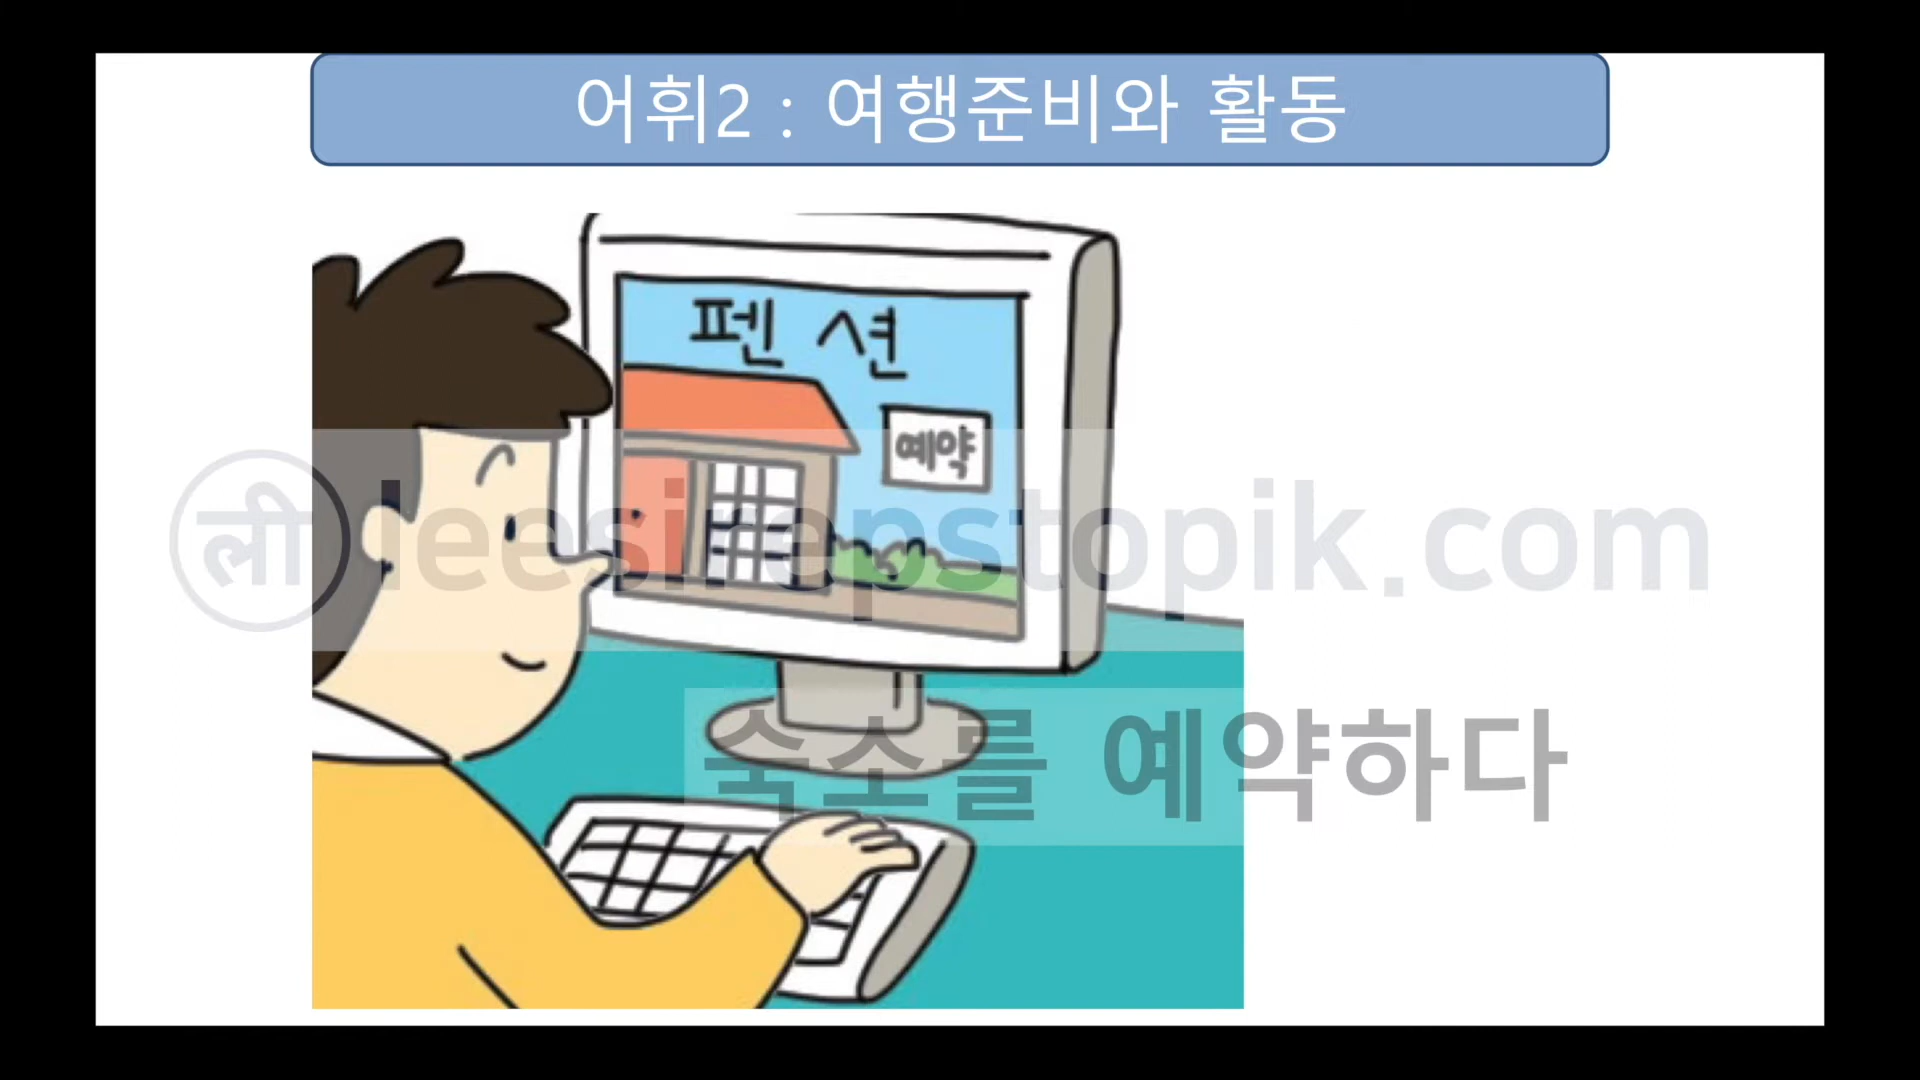 어휘2 : 여행준비와 활동
펜션
예약
ली leesirepstopik.com
숙소를 예약하다